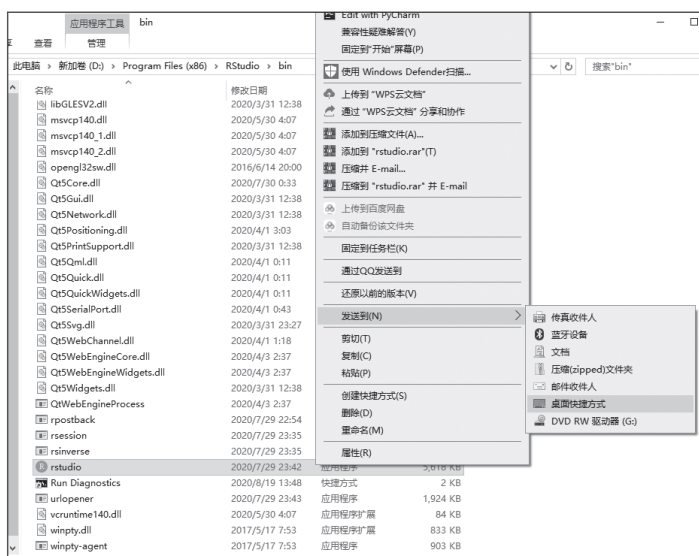 应用程序工具 bin
查看 管理
此电脑 > 新加卷 (D:) > Program Files (x86) > RStudio > bin
搜索"bin"
名称 修改日期
libGLESV2.dll 2020/3/31 12:38
msvcp140.dll 2020/5/30 4:07
msvcp140_1.dll 2020/5/30 4:07
msvcp140_2.dll 2020/5/30 4:07
opengl32sw.dll 2016/6/14 20:00
Qt5Core.dll 2020/7/30 0:33
Qt5Gui.dll 2020/3/31 12:38
Qt5Network.dll 2020/3/31 12:38
Qt5Positioning.dll 2020/4/1 3:03
Qt5PrintSupport.dll 2020/3/31 12:38
Qt5Qml.dll 2020/4/1 0:11
Qt5Quick.dll 2020/4/1 0:11
Qt5QuickWidgets.dll 2020/4/1 0:11
Qt5SerialPort.dll 2020/4/1 0:43
Qt5Svg.dll 2020/3/31 23:27
Qt5WebChannel.dll 2020/4/1 1:18
Qt5WebEngineCore.dll 2020/4/3 2:37
Qt5WebEngineWidgets.dll 2020/4/3 2:37
Qt5Widgets.dll 2020/3/31 12:38
QtWebEngineProcess 2020/4/3 2:37
rpostback 2020/7/29 22:54
rsession 2020/7/29 23:35
rsinverse 2020/7/29 23:35
rstudio 2020/7/29 23:42 应用程序 5,616 KB
Run Diagnostics 2020/8/19 13:48 快捷方式 2 KB
urlopener 2020/7/29 23:43 应用程序 1,924 KB
vcruntime140.dll 2020/5/30 4:07 应用程序扩展 84 KB
winpty.dll 2017/5/17 7:53 应用程序扩展 833 KB
winpty-agent 2017/5/17 7:53 应用程序 903 KB
Edit with PyCharm
兼容性疑难解答(Y)
固定到"开始"屏幕(P)
使用 Windows Defender扫描...
上传到 "WPS云文档"
通过 "WPS云文档" 分享和协作
添加到压缩文件(A)...
添加到 "rstudio.rar"(T)
压缩并 E-mail...
压缩到 "rstudio.rar" 并 E-mail
上传到百度网盘
自动备份该文件夹
固定到任务栏(K)
通过QQ发送到
还原以前的版本(V)
发送到(N)
剪切(T)
复制(C)
粘贴(P)
创建快捷方式(S)
删除(D)
重命名(M)
属性(R)
传真收件人
蓝牙设备
文档
压缩(zipped)文件夹
邮件收件人
桌面快捷方式
DVD RW 驱动器 (G:)